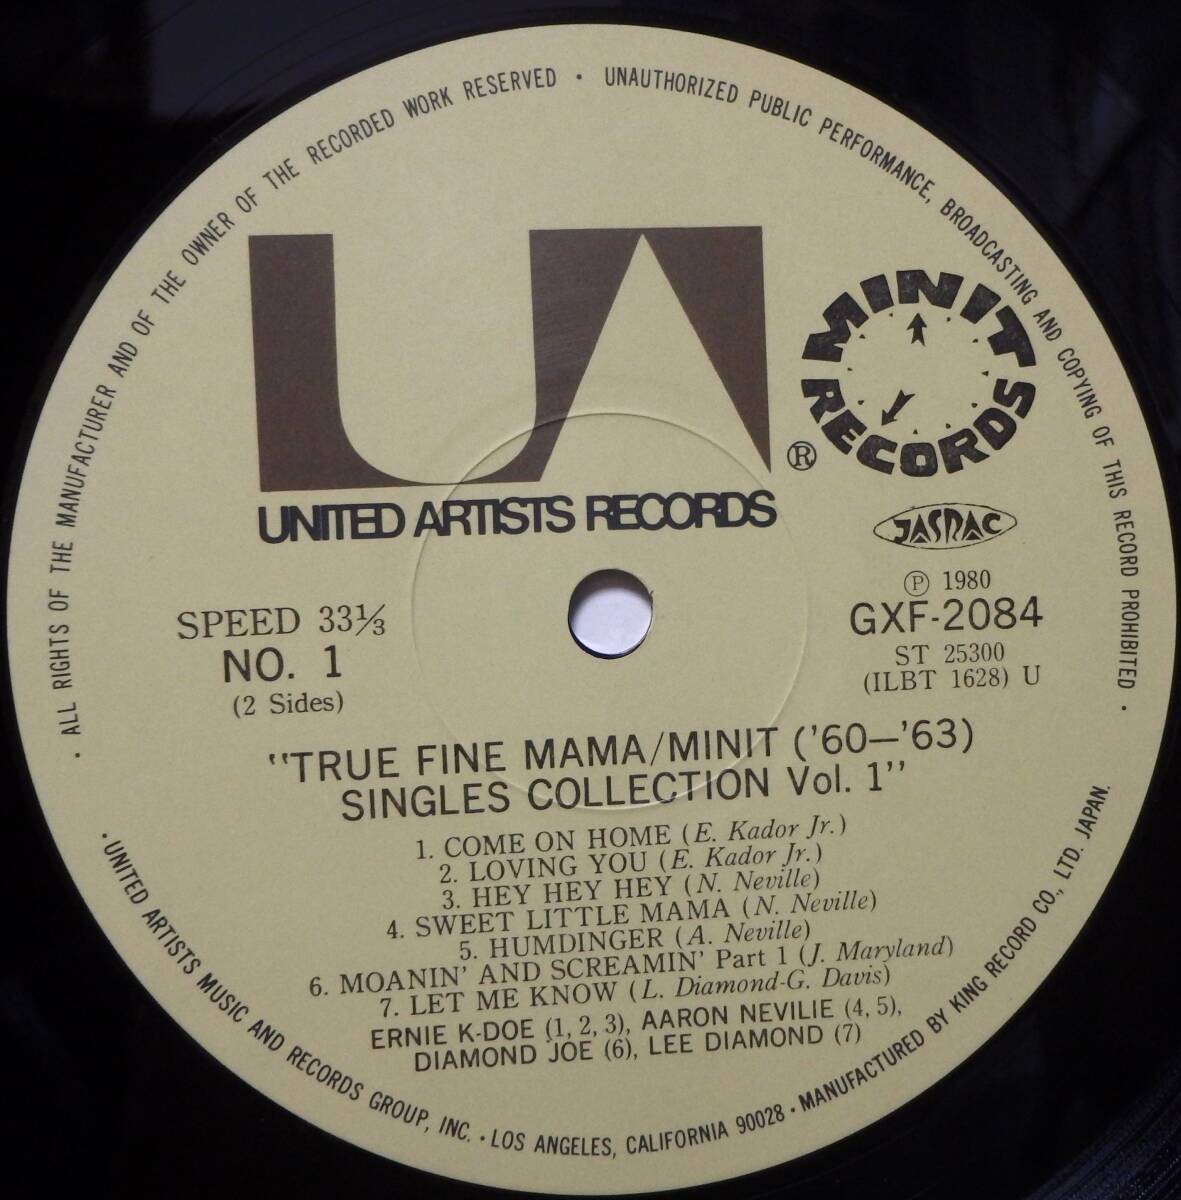 · ALL RIGHTS OF THE MANUFACTURER AND OF THE OWNER OF THE RECORDED WORK RESERVED · UNAUTHORIZED PUBLIC PERFORMANCE, BROADCASTING AND COPYING OF THIS RECORD PROHIBITED ·
UA
UNITED ARTISTS RECORDS
®
MINIT RECORDS
JASRAC
SPEED 33⅓
NO. 1
(2 Sides)
Ⓟ 1980
GXF-2084
ST 25300
(ILBT 1628) U
"TRUE FINE MAMA/MINIT ('60—'63)
SINGLES COLLECTION Vol. 1"
1. COME ON HOME (E. Kador Jr.)
2. LOVING YOU (E. Kador Jr.)
3. HEY HEY HEY (N. Neville)
4. SWEET LITTLE MAMA (N. Neville)
5. HUMDINGER (A. Neville)
6. MOANIN' AND SCREAMIN' Part 1 (J. Maryland)
7. LET ME KNOW (L. Diamond-G. Davis)
ERNIE K-DOE (1, 2, 3), AARON NEVILIE (4, 5),
DIAMOND JOE (6), LEE DIAMOND (7)
· UNITED ARTISTS MUSIC AND RECORDS GROUP, INC. · LOS ANGELES, CALIFORNIA 90028 · MANUFACTURED BY KING RECORD CO., LTD. JAPAN.